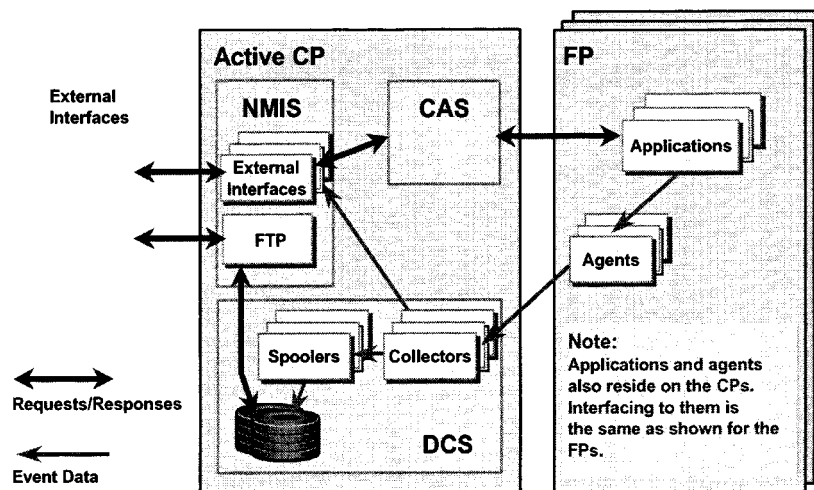 Active CP
FP
External
Interfaces
NMIS
CAS
External
Interfaces
Applications
FTP
Agents
Spoolers
Collectors
DCS
Note:
Applications and agents
also reside on the CPs.
Interfacing to them is
the same as shown for the
FPs.
Requests/Responses
Event Data